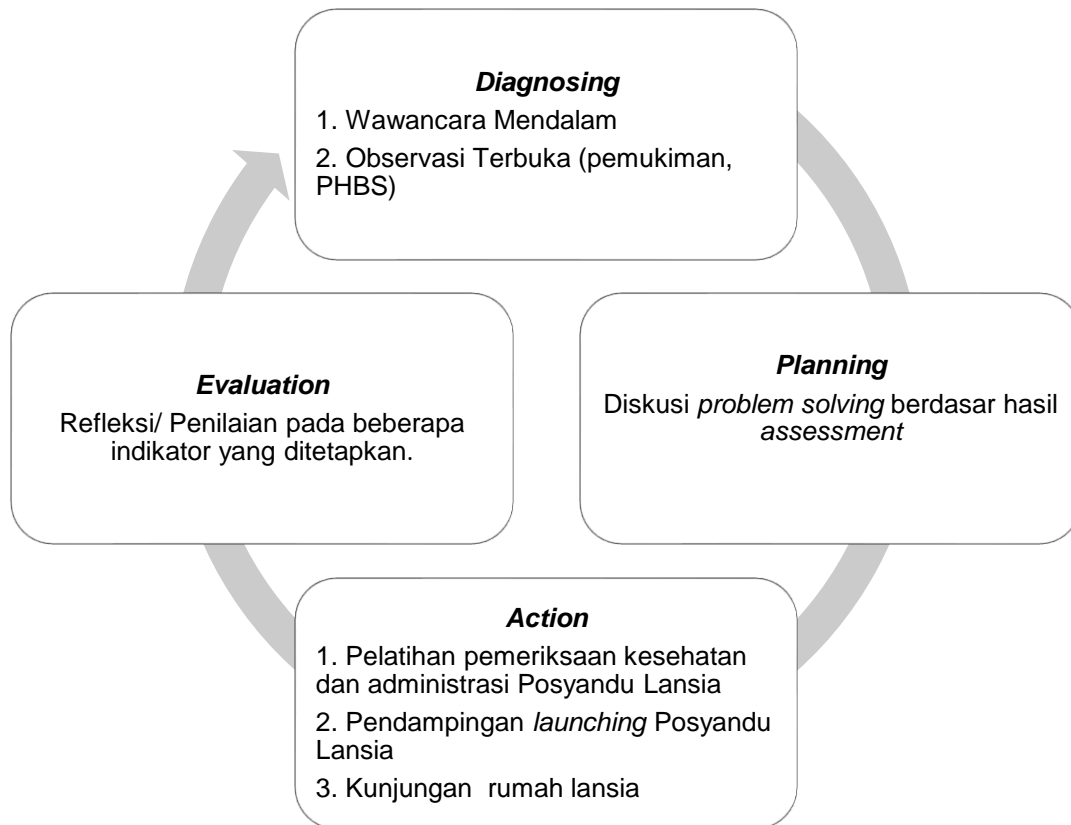 Diagnosing
1. Wawancara Mendalam
2. Observasi Terbuka (pemukiman,
PHBS)
Planning
Diskusi problem solving berdasar hasil
assessment
Action
1. Pelatihan pemeriksaan kesehatan
dan administrasi Posyandu Lansia
2. Pendampingan launching Posyandu
Lansia
3. Kunjungan  rumah lansia
Evaluation
Refleksi/ Penilaian pada beberapa
indikator yang ditetapkan.